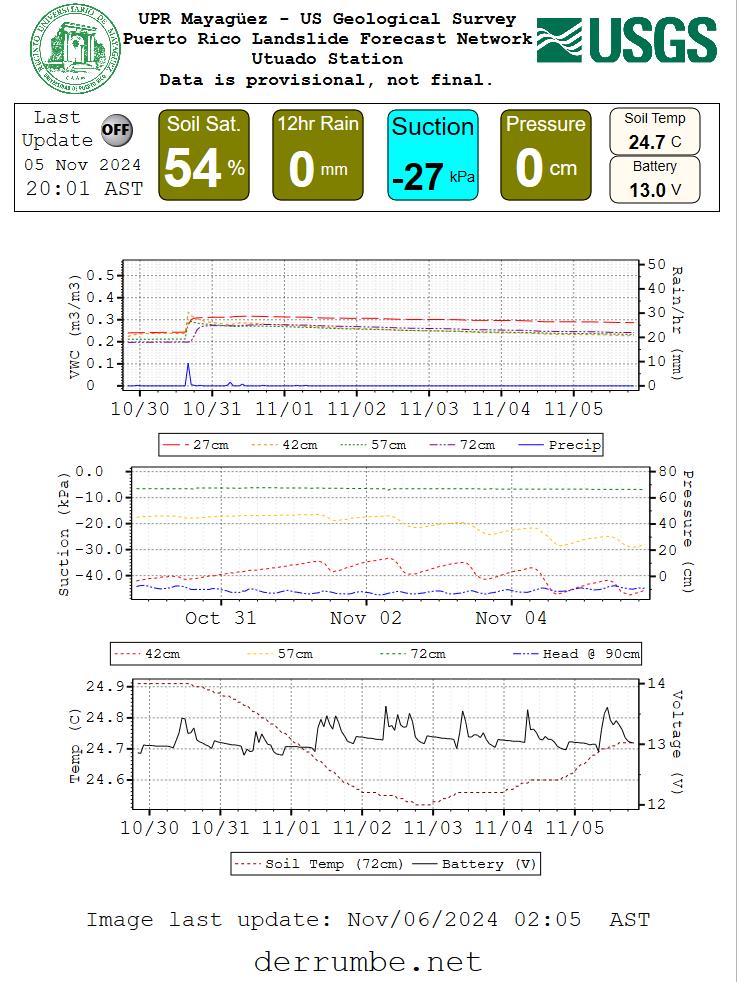 UPR Mayagüez - US Geological Survey
Puerto Rico Landslide Forecast Network
Utuado Station
Data is provisional, not final.
USGS
Last
Update
OFF
05 Nov 2024
20:01 AST
Soil Sat.
54 %
12hr Rain
0 mm
Suction
-27 kPa
Pressure
0 cm
Soil Temp
24.7 C
Battery
13.0 V
VWC (m3/m3)
0.5
0.4
0.3
0.2
0.1
0
50
40
30
20
10
0
Rain/hr (mm)
10/30 10/31 11/01 11/02 11/03 11/04 11/05
27cm 42cm 57cm 72cm Precip
Suction (kPa)
0.0
-10.0
-20.0
-30.0
-40.0
80
60
40
20
0
Pressure (cm)
Oct 31 Nov 02 Nov 04
42cm 57cm 72cm Head @ 90cm
Temp (C)
24.9
24.8
24.7
24.6
14
13
12
Voltage (V)
10/30 10/31 11/01 11/02 11/03 11/04 11/05
Soil Temp (72cm) Battery (V)
Image last update: Nov/06/2024 02:05 AST
derrumbe.net